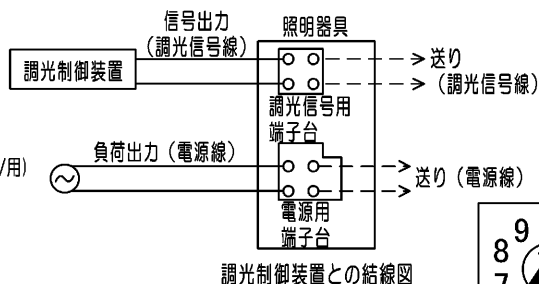 信号出力
(調光信号線)
照明器具
送り
(調光信号線)
調光制御装置
調光信号用
端子台
負荷出力(電源線)
/用)
送り(電源線)
電源用
端子台
調光制御装置との結線図
9
8
7